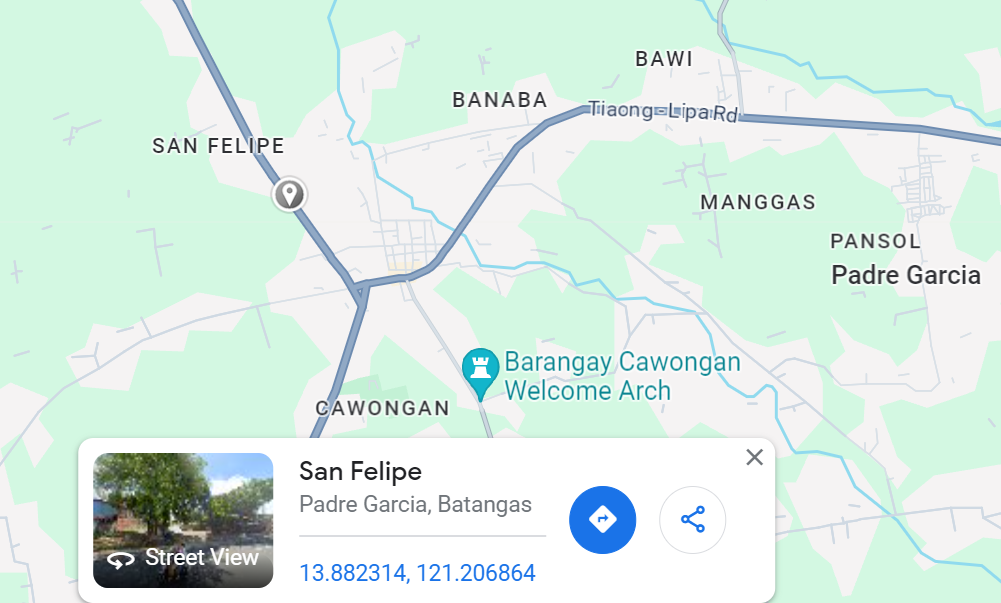 BAWI
BANABA
Tiaong - Lipa Rd
SAN FELIPE
MANGGAS
PANSOL
Padre Garcia
Barangay Cawongan
Welcome Arch
CAWONGAN
San Felipe
Padre Garcia, Batangas
Street View
13.882314, 121.206864